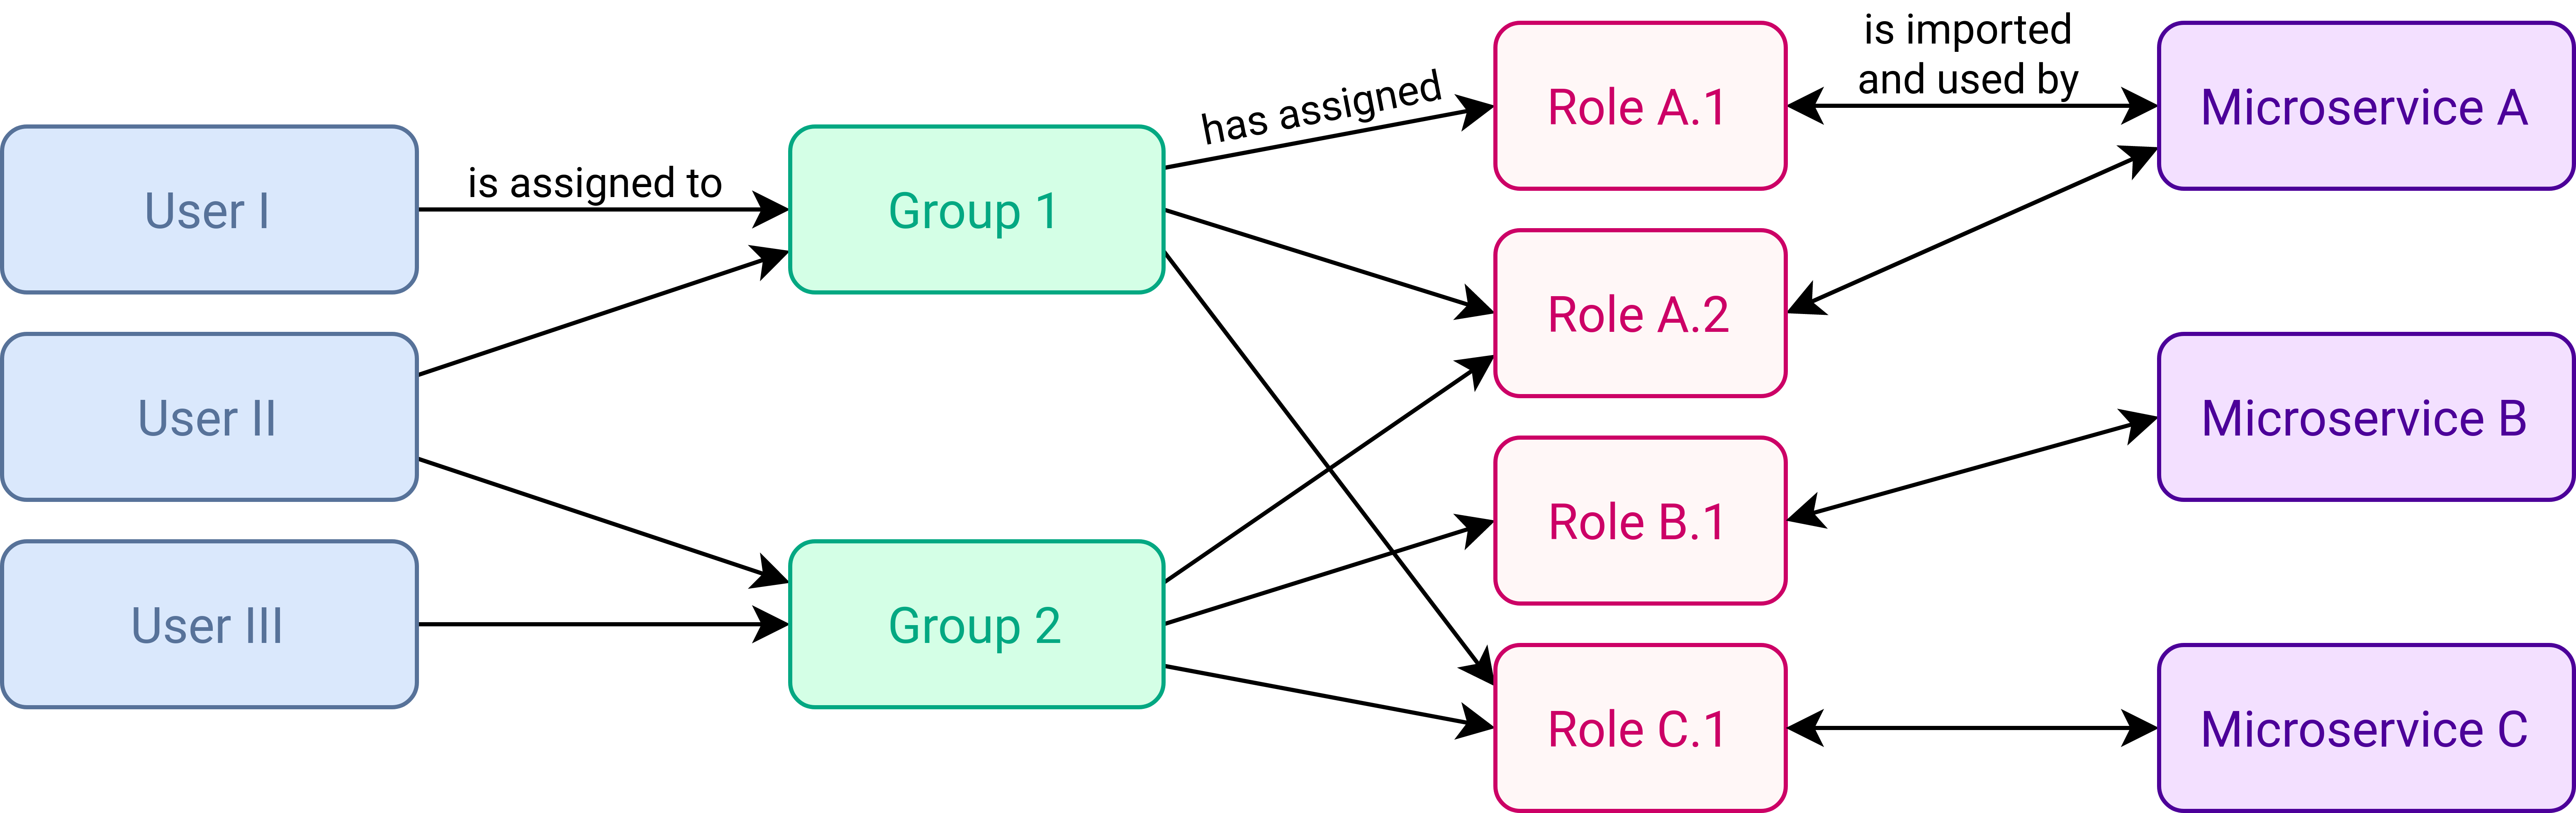 User I
User II
User III
is assigned to
Group 1
Group 2
has assigned
Role A.1
Role A.2
Role B.1
Role C.1
is imported
and used by
Microservice A
Microservice B
Microservice C